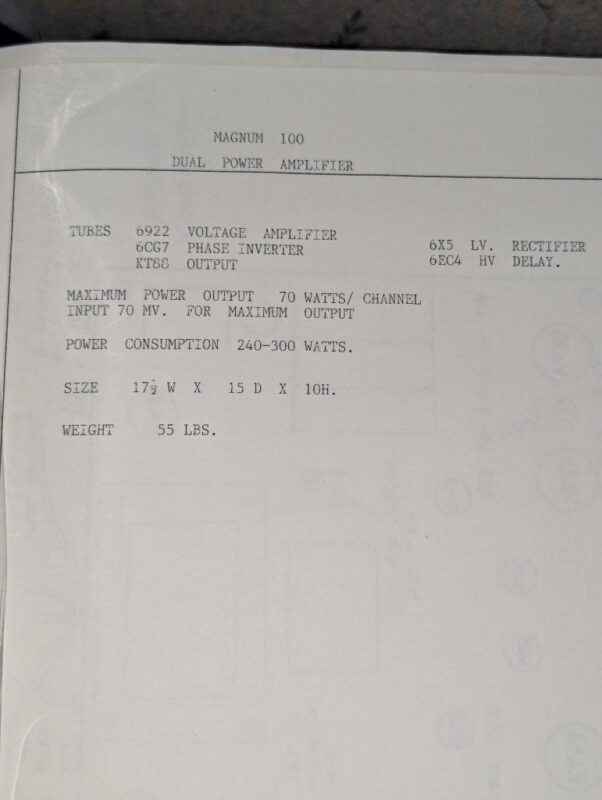 MAGNUM 100
DUAL POWER AMPLIFIER
TUBES 6922 VOLTAGE AMPLIFIER
6CG7 PHASE INVERTER 6X5 LV. RECTIFIER
KT88 OUTPUT 6EC4 HV DELAY.
MAXIMUM POWER OUTPUT 70 WATTS/ CHANNEL
INPUT 70 MV. FOR MAXIMUM OUTPUT
POWER CONSUMPTION 240-300 WATTS.
SIZE 17½ W X 15 D X 10H.
WEIGHT 55 LBS.